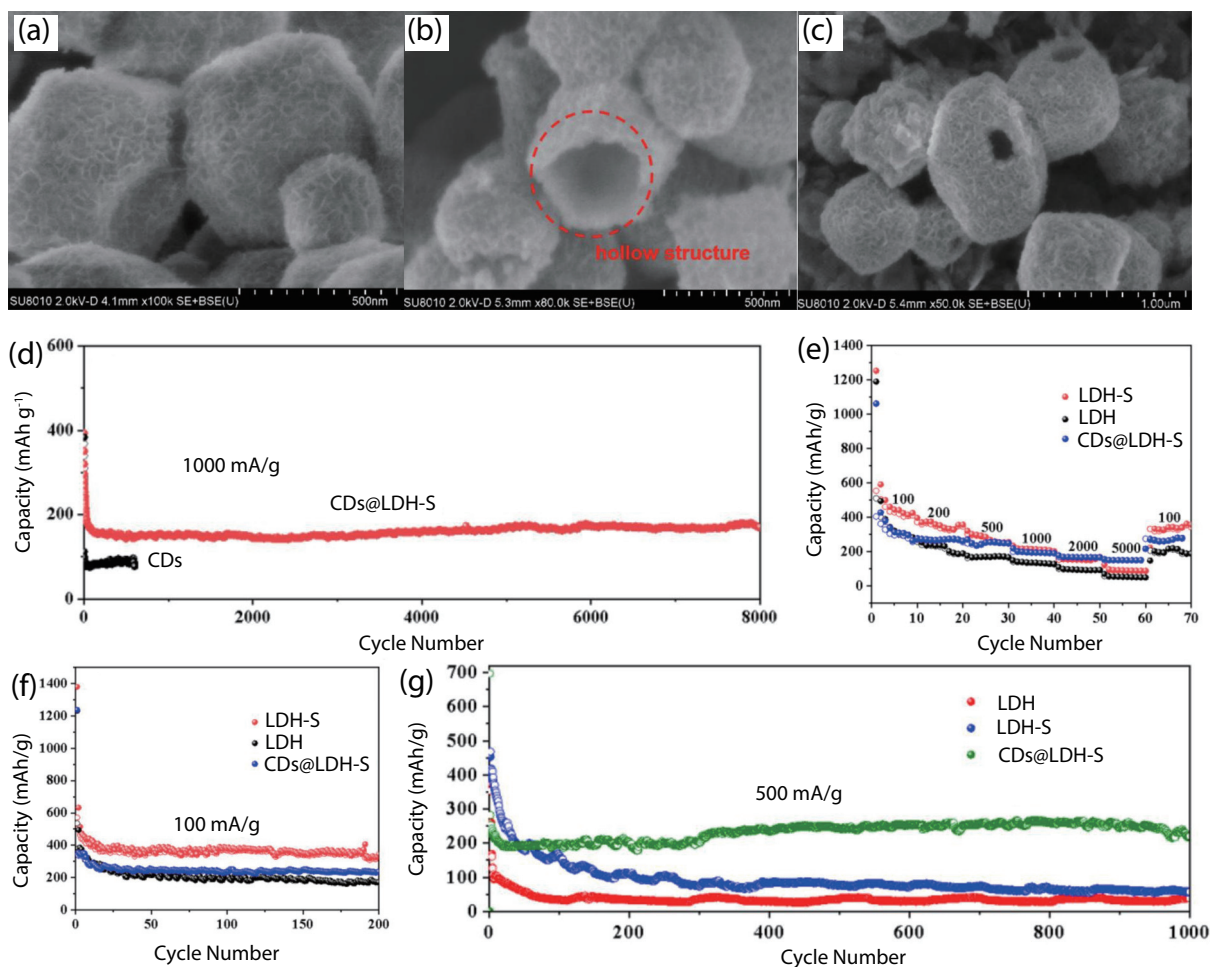 (a)
(b)
(c)
hollow structure
SU8010 2.0kV-D 4.1mm x100k SE+BSE(U)
500nm
SU8010 2.0kV-D 5.3mm x80.0k SE+BSE(U)
500nm
SU8010 2.0kV-D 5.4mm x50.0k SE+BSE(U)
1.00um
(d)
Capacity (mAh g⁻¹)
600
400
200
0
1000 mA/g
CDs@LDH-S
CDs
0 2000 4000 6000 8000
Cycle Number
(e)
Capacity (mAh/g)
1400
1200
1000
800
600
400
200
0
LDH-S
LDH
CDs@LDH-S
100 200 500 1000 2000 5000 100
0 10 20 30 40 50 60 70
Cycle Number
(f)
Capacity (mAh/g)
1400
1200
1000
800
600
400
200
0
LDH-S
LDH
CDs@LDH-S
100 mA/g
0 50 100 150 200
Cycle Number
(g)
Capacity (mAh/g)
700
600
500
400
300
200
100
0
LDH
LDH-S
CDs@LDH-S
500 mA/g
0 200 400 600 800 1000
Cycle Number